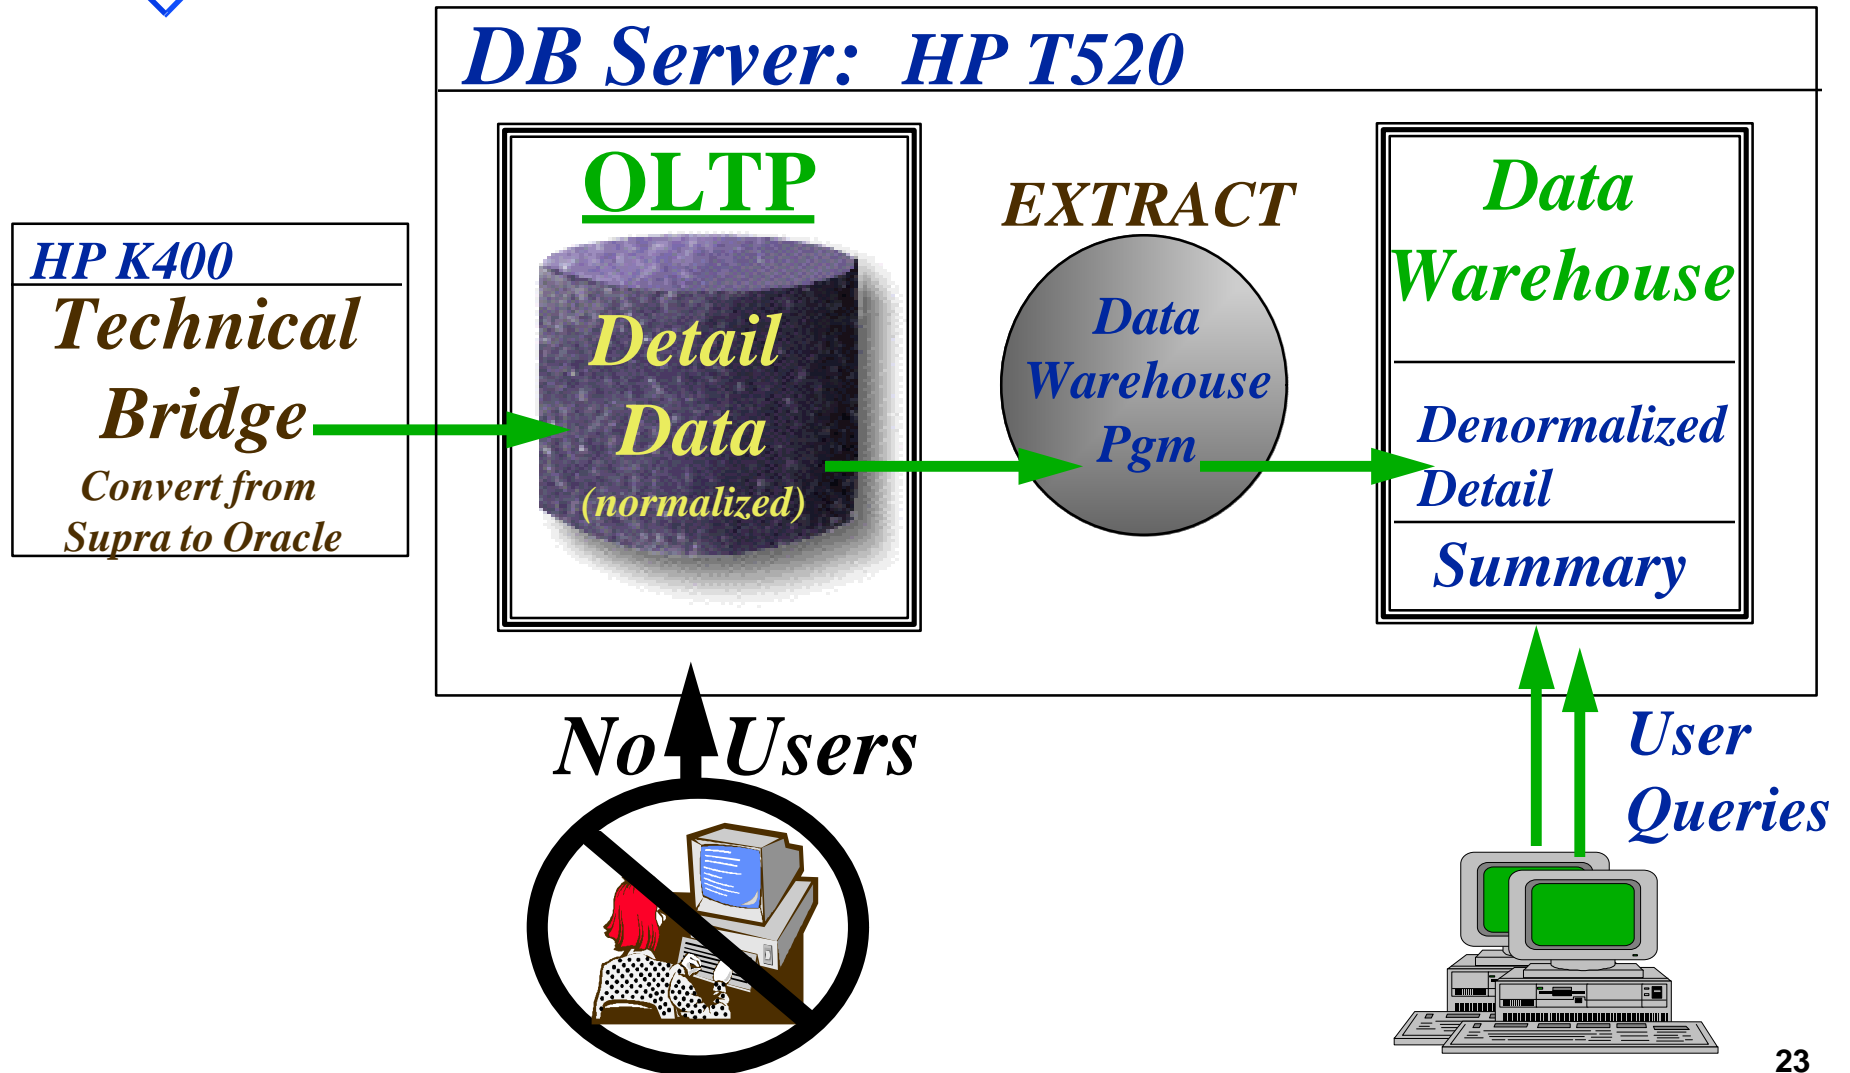 DB Server: HP T520
HP K400
Technical
Bridge
Convert from
Supra to Oracle
OLTP
Detail
Data
(normalized)
EXTRACT
Data
Warehouse
Pgm
Data
Warehouse
Denormalized
Detail
Summary
No Users
User
Queries
23